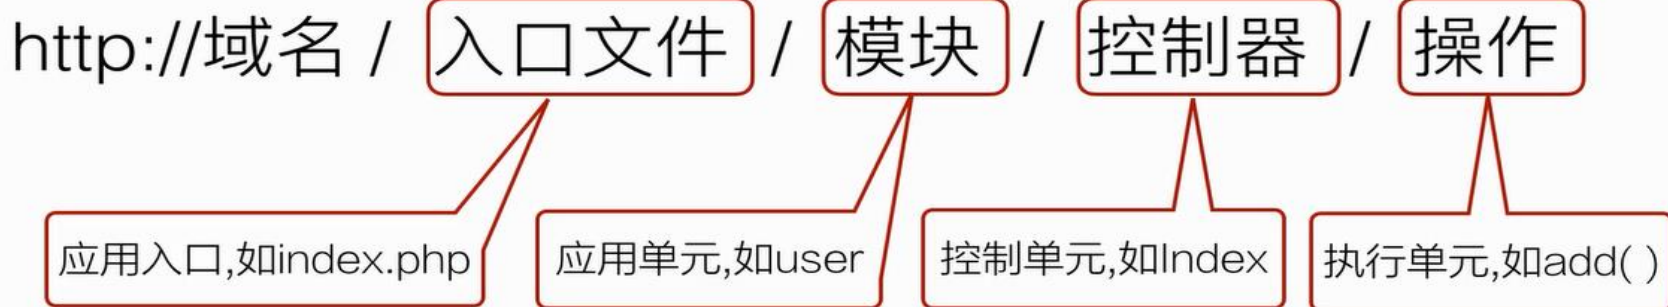 http://域名 / 入口文件 / 模块 / 控制器 / 操作
应用入口,如index.php
应用单元,如user
控制单元,如Index
执行单元,如add( )